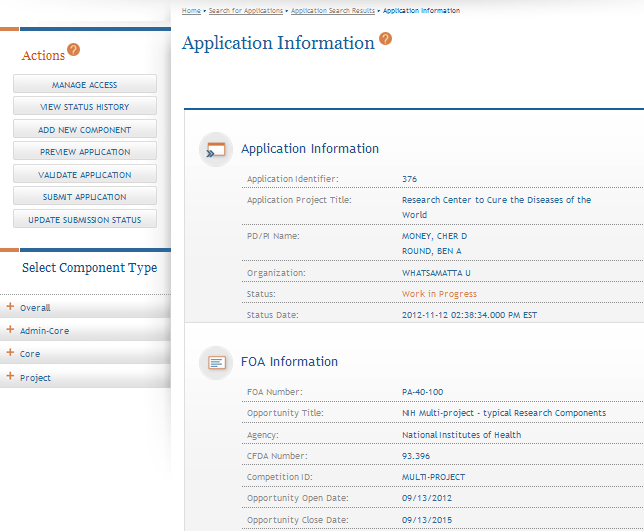 Home • Search for Applications • Application Search Results • Application Information
Actions ?
MANAGE ACCESS
VIEW STATUS HISTORY
ADD NEW COMPONENT
PREVIEW APPLICATION
VALIDATE APPLICATION
SUBMIT APPLICATION
UPDATE SUBMISSION STATUS
Select Component Type
+ Overall
+ Admin-Core
+ Core
+ Project
Application Information ?
Application Information
Application Identifier: 376
Application Project Title: Research Center to Cure the Diseases of the
World
PD/PI Name: MONEY, CHER D
ROUND, BEN A
Organization: WHATSAMATTA U
Status: Work in Progress
Status Date: 2012-11-12 02:38:34.000 PM EST
FOA Information
FOA Number: PA-40-100
Opportunity Title: NIH Multi-project - typical Research Components
Agency: National Institutes of Health
CFDA Number: 93.396
Competition ID: MULTI-PROJECT
Opportunity Open Date: 09/13/2012
Opportunity Close Date: 09/13/2015